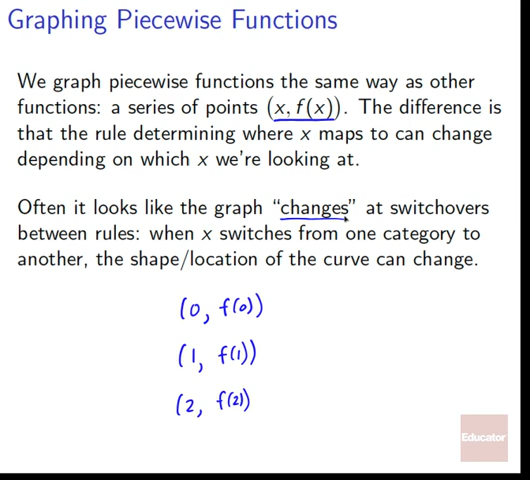 Graphing Piecewise Functions
We graph piecewise functions the same way as other
functions: a series of points (x, f(x)). The difference is
that the rule determining where x maps to can change
depending on which x we're looking at.
Often it looks like the graph “changes” at switchovers
between rules: when x switches from one category to
another, the shape/location of the curve can change.
(0, f(0))
(1, f(1))
(2, f(2))
Educator